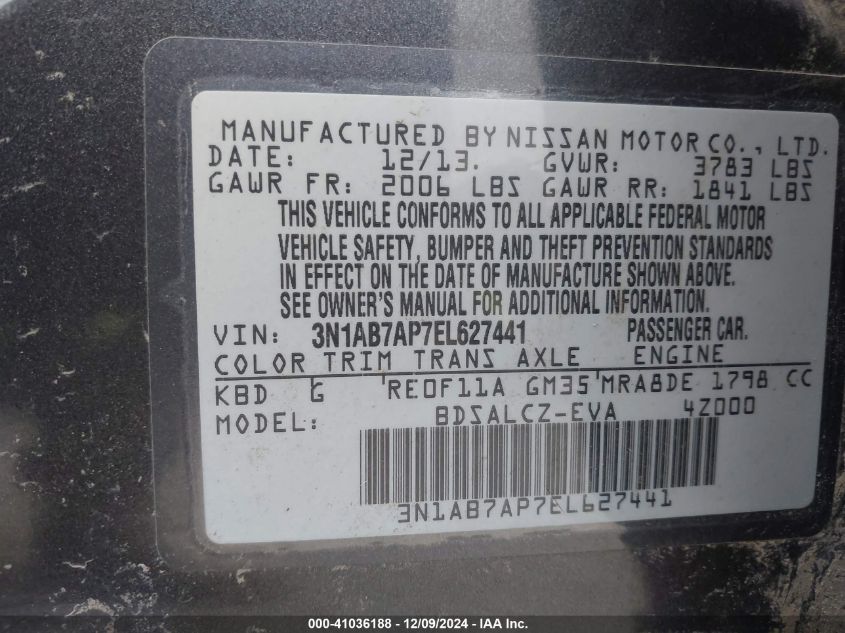 MANUFACTURED BY NISSAN MOTOR CO., LTD.
DATE: 12/13. GVWR: 3783 LBS
GAWR FR: 2006 LBS GAWR RR: 1841 LBS
THIS VEHICLE CONFORMS TO ALL APPLICABLE FEDERAL MOTOR
VEHICLE SAFETY, BUMPER AND THEFT PREVENTION STANDARDS
IN EFFECT ON THE DATE OF MANUFACTURE SHOWN ABOVE.
SEE OWNER'S MANUAL FOR ADDITIONAL INFORMATION.
VIN: 3N1AB7AP7EL627441 PASSENGER CAR.
COLOR TRIM TRANS AXLE ENGINE
KBD G RE0F11A GM35 MRA8DE 1798 CC
MODEL: BDSALCZ-EVA 4Z000
3N1AB7AP7EL627441
000-41036188 - 12/09/2024 - IAA Inc.